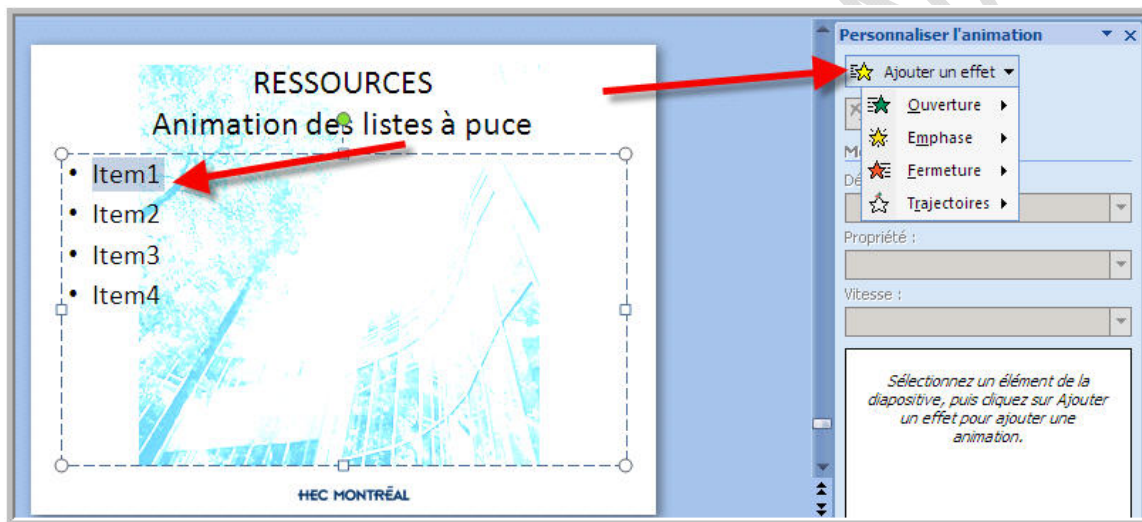 RESSOURCES
Animation des listes à puce
• Item1
• Item2
• Item3
• Item4
HEC MONTRÉAL
Personnaliser l'animation
Ajouter un effet
Ouverture
Emphase
Fermeture
Trajectoires
Propriété :
Vitesse :
Sélectionnez un élément de la
diapositive, puis cliquez sur Ajouter
un effet pour ajouter une
animation.